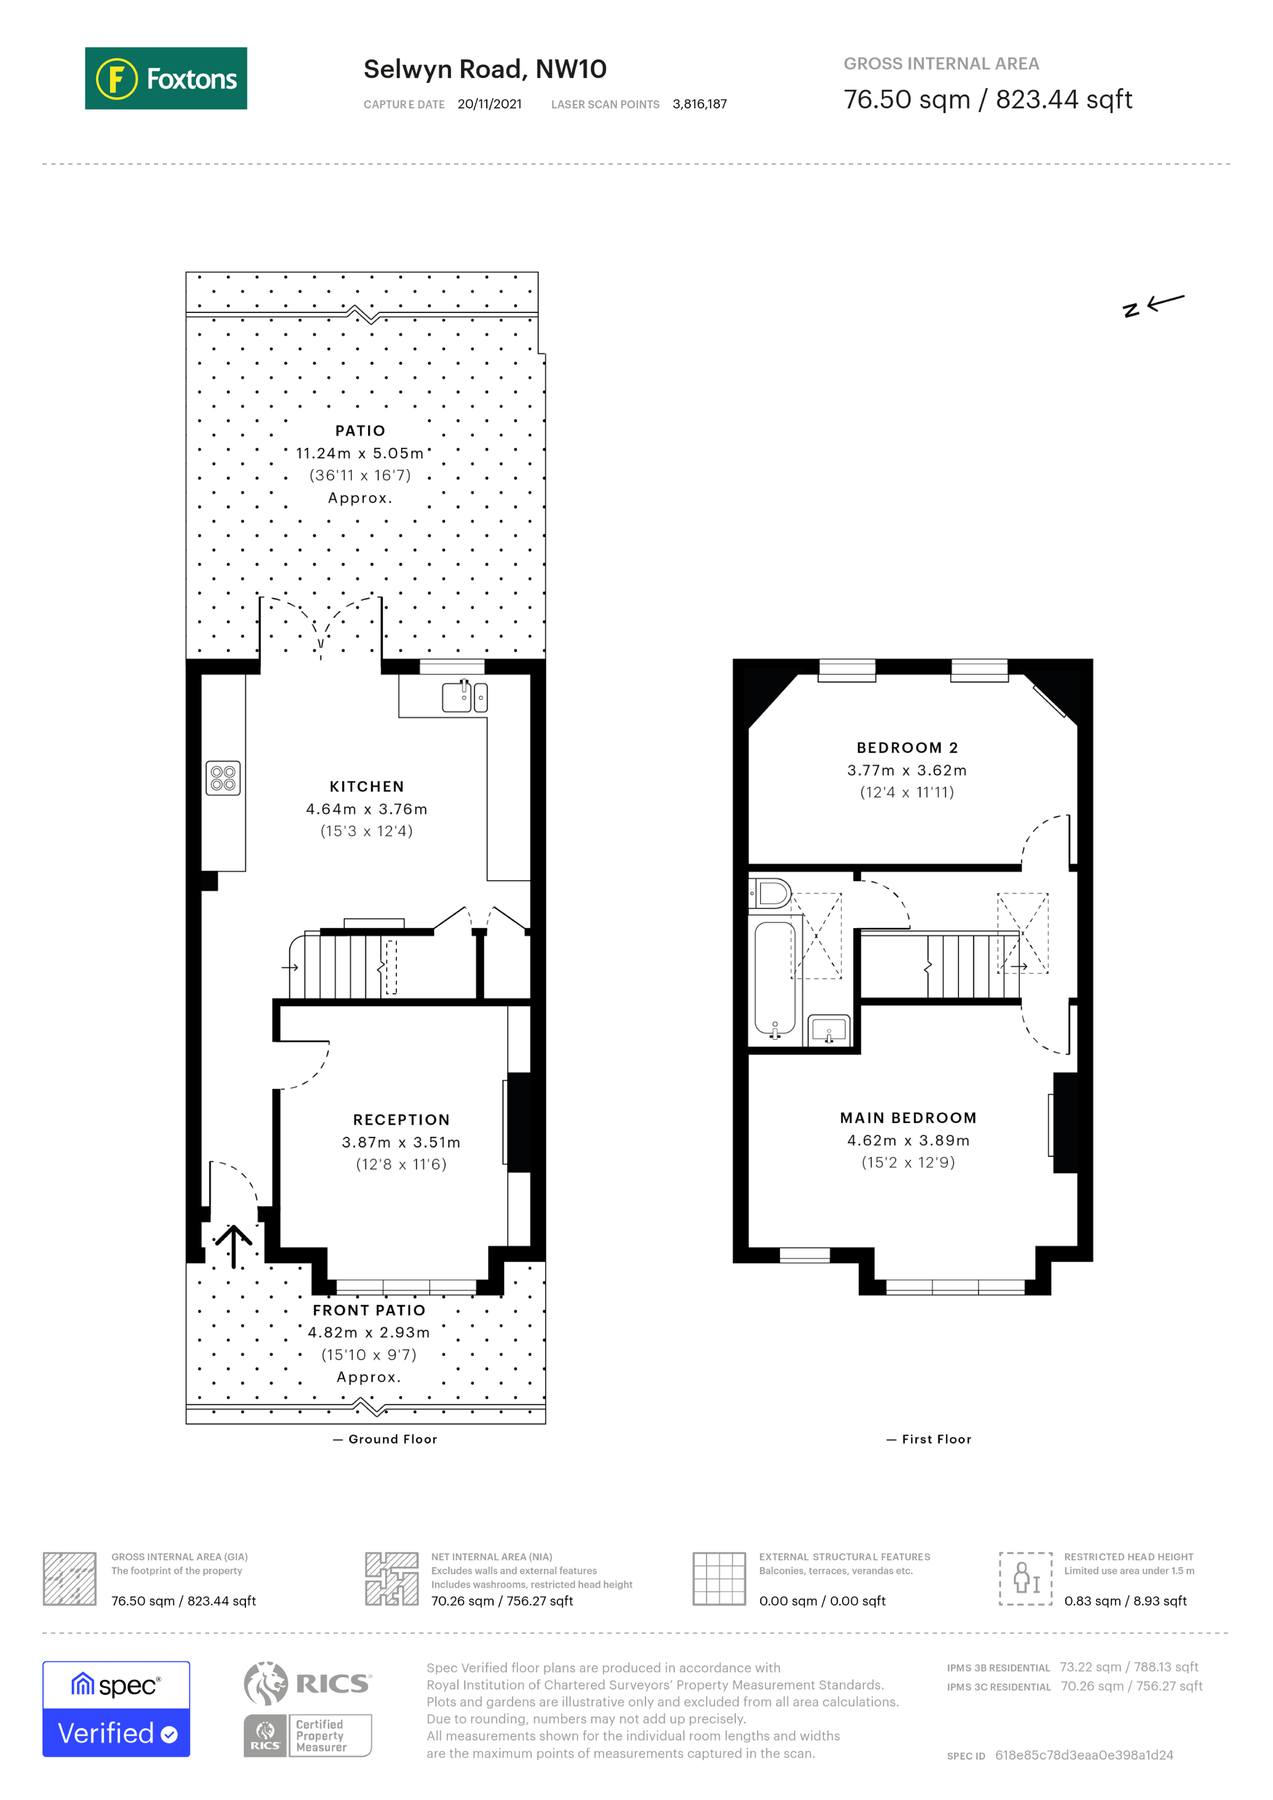 F Foxtons
Selwyn Road, NW10
CAPTURE DATE 20/11/2021 LASER SCAN POINTS 3,816,187
GROSS INTERNAL AREA
76.50 sqm / 823.44 sqft
N
PATIO
11.24m x 5.05m
(36'11 x 16'7)
Approx.
KITCHEN
4.64m x 3.76m
(15'3 x 12'4)
RECEPTION
3.87m x 3.51m
(12'8 x 11'6)
FRONT PATIO
4.82m x 2.93m
(15'10 x 9'7)
Approx.
— Ground Floor
BEDROOM 2
3.77m x 3.62m
(12'4 x 11'11)
MAIN BEDROOM
4.62m x 3.89m
(15'2 x 12'9)
— First Floor
GROSS INTERNAL AREA (GIA)
The footprint of the property
76.50 sqm / 823.44 sqft
NET INTERNAL AREA (NIA)
Excludes walls and external features
Includes washrooms, restricted head height
70.26 sqm / 756.27 sqft
EXTERNAL STRUCTURAL FEATURES
Balconies, terraces, verandas etc.
0.00 sqm / 0.00 sqft
RESTRICTED HEAD HEIGHT
Limited use area under 1.5 m
0.83 sqm / 8.93 sqft
spec®
Verified
RICS
RICS
Certified
Property
Measurer
Spec Verified floor plans are produced in accordance with
Royal Institution of Chartered Surveyors' Property Measurement Standards.
Plots and gardens are illustrative only and excluded from all area calculations.
Due to rounding, numbers may not add up precisely.
All measurements shown for the individual room lengths and widths
are the maximum points of measurements captured in the scan.
IPMS 3B RESIDENTIAL 73.22 sqm / 788.13 sqft
IPMS 3C RESIDENTIAL 70.26 sqm / 756.27 sqft
SPEC ID 618e85c78d3eaa0e398a1d24